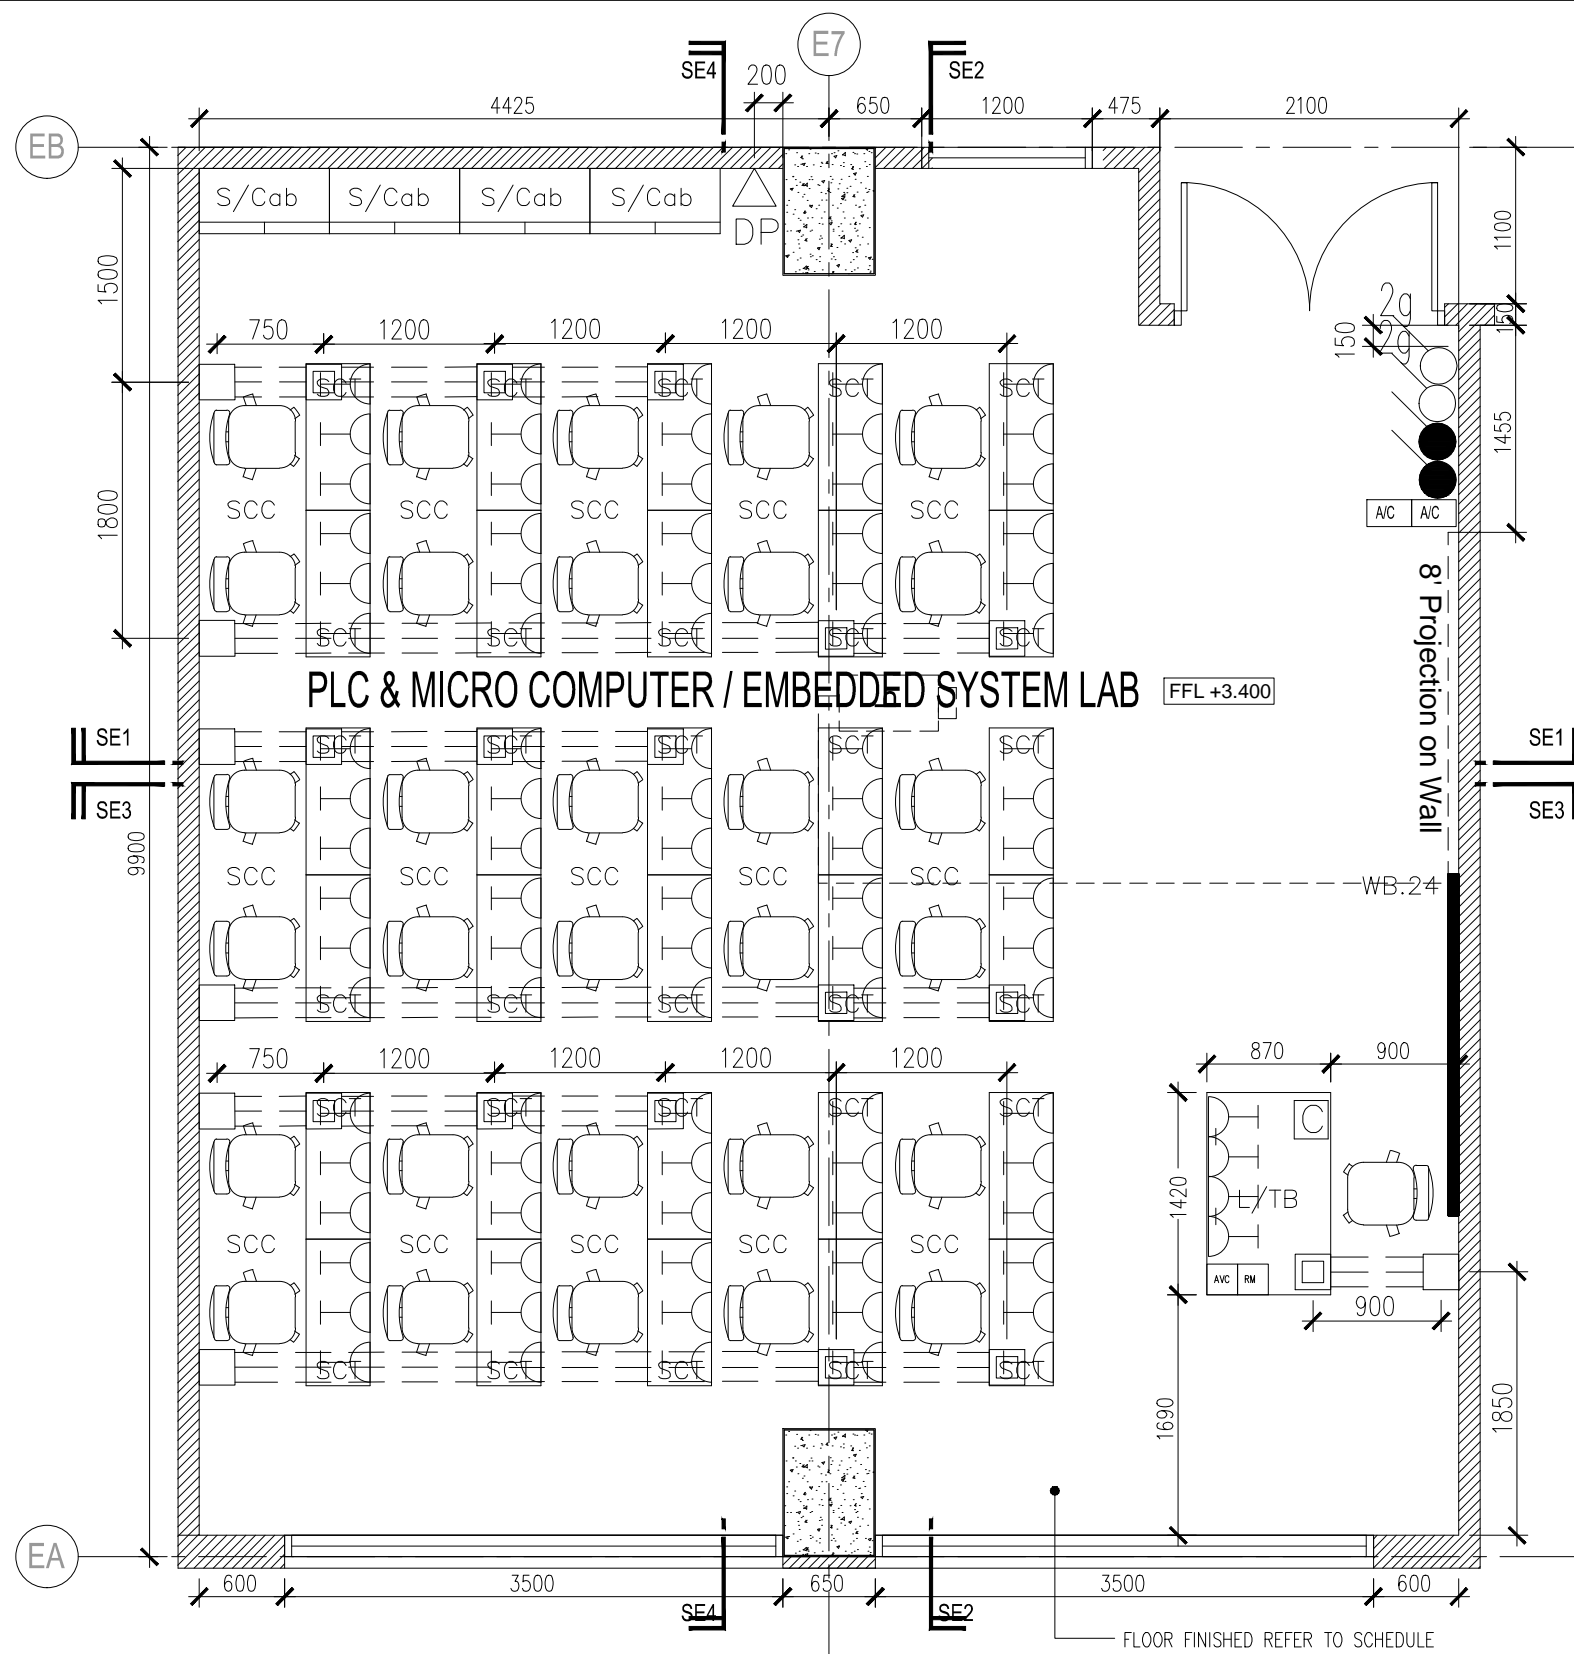 E7
SE4
SE2
200
4425
650
1200
475
2100
EB
S/Cab
S/Cab
S/Cab
S/Cab
DP
1500
1100
2g
150
150
2g
750
1200
1200
1200
1200
SCT
SCT
SCT
SCT
SCT
1455
1800
SCC
SCC
SCC
SCC
SCC
A/C
A/C
SCT
SCT
SCT
SCT
SCT
8' Projection on Wall
PLC & MICRO COMPUTER / EMBEDDED SYSTEM LAB
FFL +3.400
SE1
SE1
SCT
SCT
SCT
SCT
SCT
SE3
SE3
9900
SCC
SCC
SCC
SCC
SCC
WB.24
SCT
SCT
SCT
SCT
SCT
750
1200
1200
1200
1200
870
900
SCT
SCT
SCT
SCT
SCT
C
1420
L/TB
SCC
SCC
SCC
SCC
SCC
AVC
RM
900
SCT
SCT
SCT
SCT
SCT
1690
1850
EA
600
3500
650
3500
600
SE4
SE2
FLOOR FINISHED REFER TO SCHEDULE